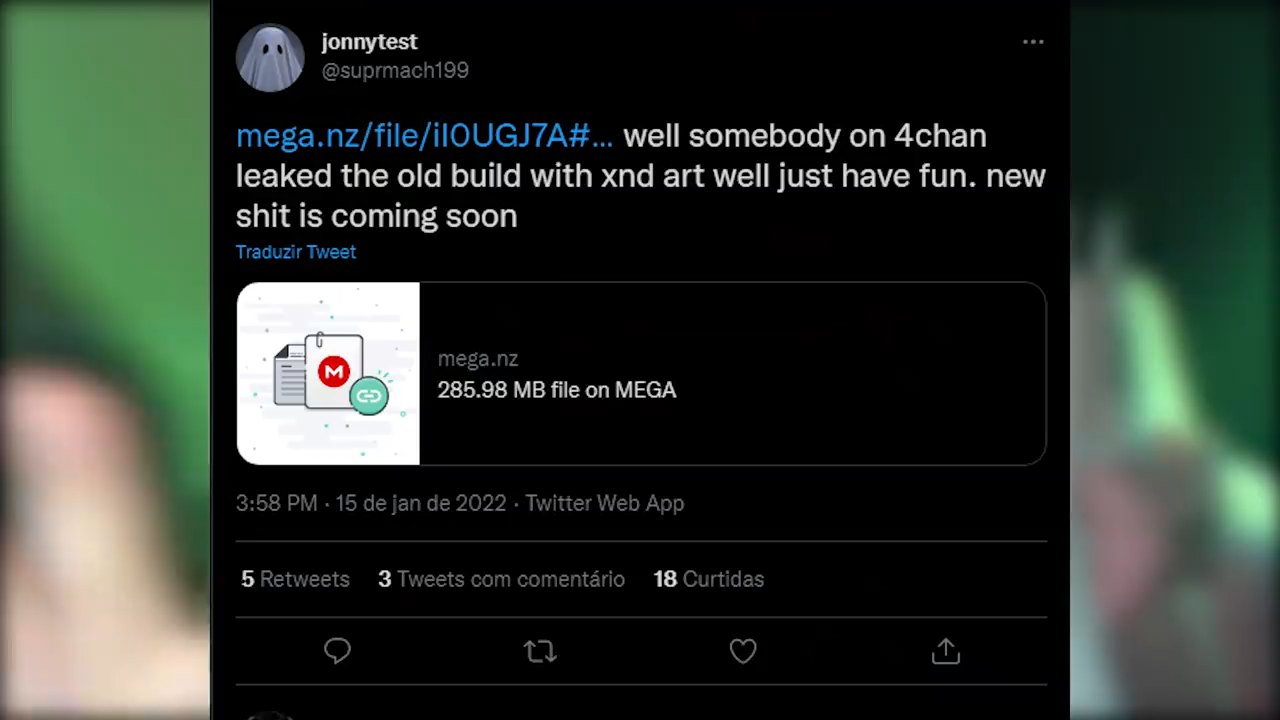 jonnytest
@suprmach199
mega.nz/file/iI0UGJ7A#... well somebody on 4chan
leaked the old build with xnd art well just have fun. new
shit is coming soon
Traduzir Tweet
mega.nz
285.98 MB file on MEGA
3:58 PM · 15 de jan de 2022 · Twitter Web App
5 Retweets 3 Tweets com comentário 18 Curtidas